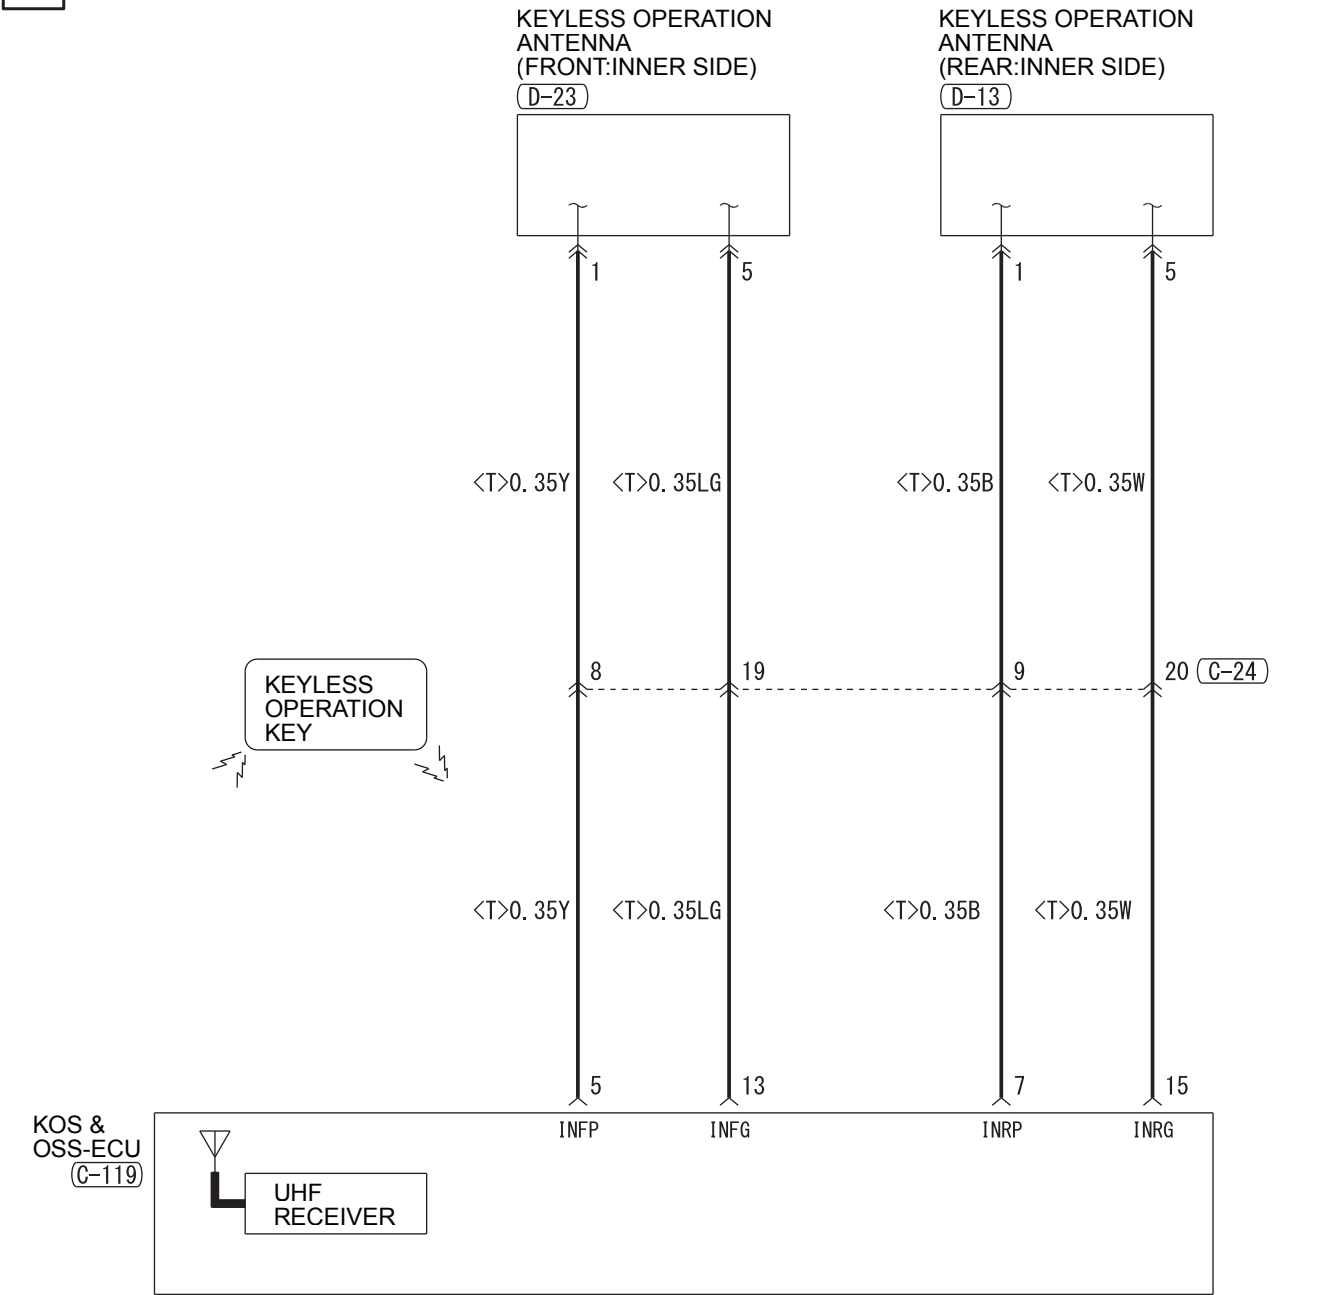 KEYLESS OPERATION
ANTENNA
(FRONT:INNER SIDE)
D-23
KEYLESS OPERATION
ANTENNA
(REAR:INNER SIDE)
D-13
1
5
1
5
<T>0.35Y
<T>0.35LG
<T>0.35B
<T>0.35W
8
19
9
20
C-24
KEYLESS
OPERATION
KEY
<T>0.35Y
<T>0.35LG
<T>0.35B
<T>0.35W
5
13
7
15
KOS &
OSS-ECU
C-119
INFP
INFG
INRP
INRG
UHF
RECEIVER